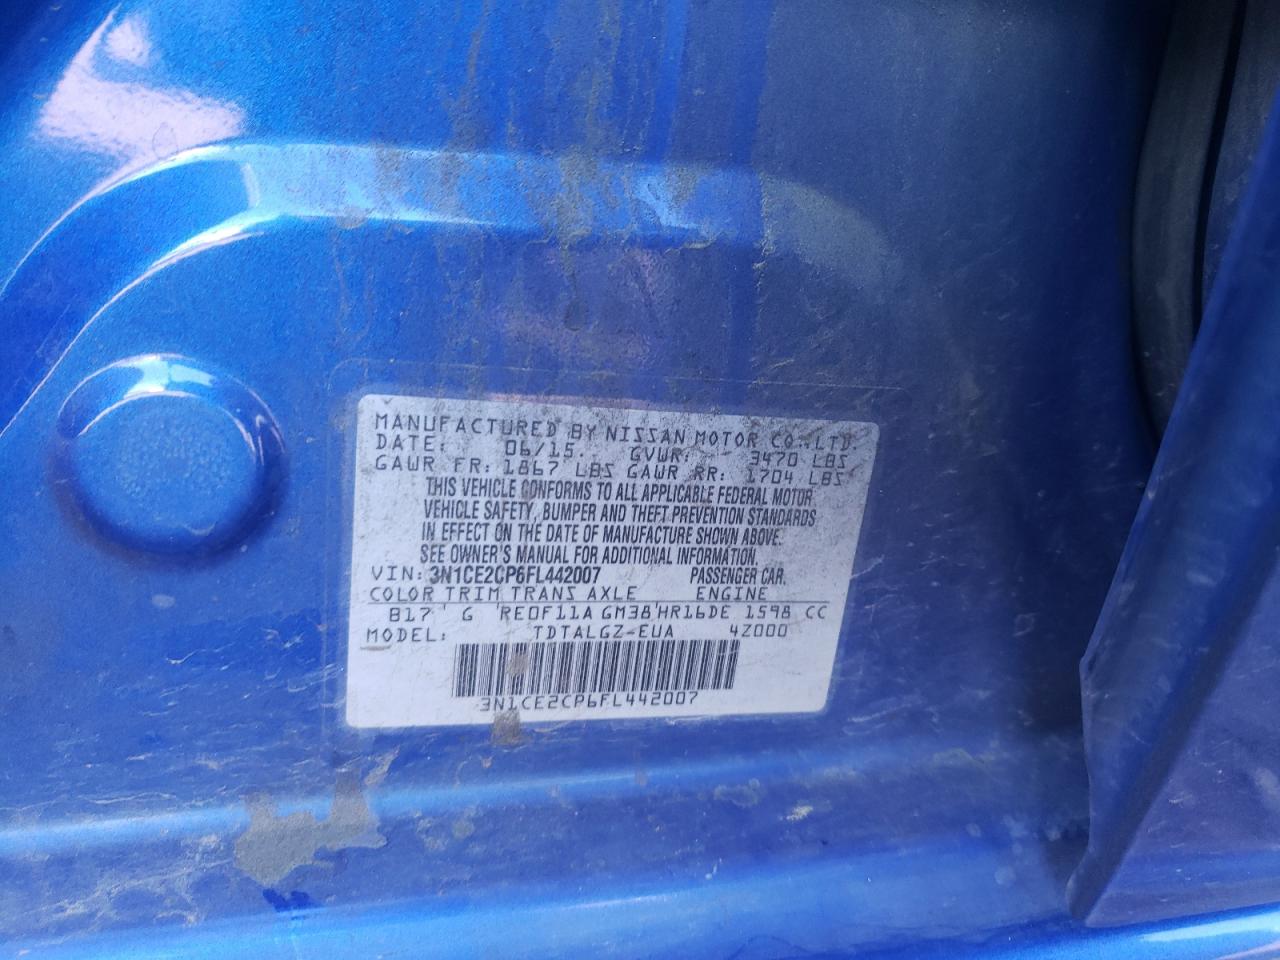 MANUFACTURED BY NISSAN MOTOR CO., LTD.
DATE: 06/15. GVWR: 3470 LBS
GAWR FR: 1867 LBS GAWR RR: 1704 LBS
THIS VEHICLE CONFORMS TO ALL APPLICABLE FEDERAL MOTOR
VEHICLE SAFETY, BUMPER AND THEFT PREVENTION STANDARDS
IN EFFECT ON THE DATE OF MANUFACTURE SHOWN ABOVE.
SEE OWNER'S MANUAL FOR ADDITIONAL INFORMATION.
VIN: 3N1CE2CP6FL442007 PASSENGER CAR.
COLOR TRIM TRANS AXLE ENGINE
B17 ' G 'RE0F11A GM38'HR16DE 1598 CC
MODEL: TDTALGZ-EUA 4Z000
3N1CE2CP6FL442007